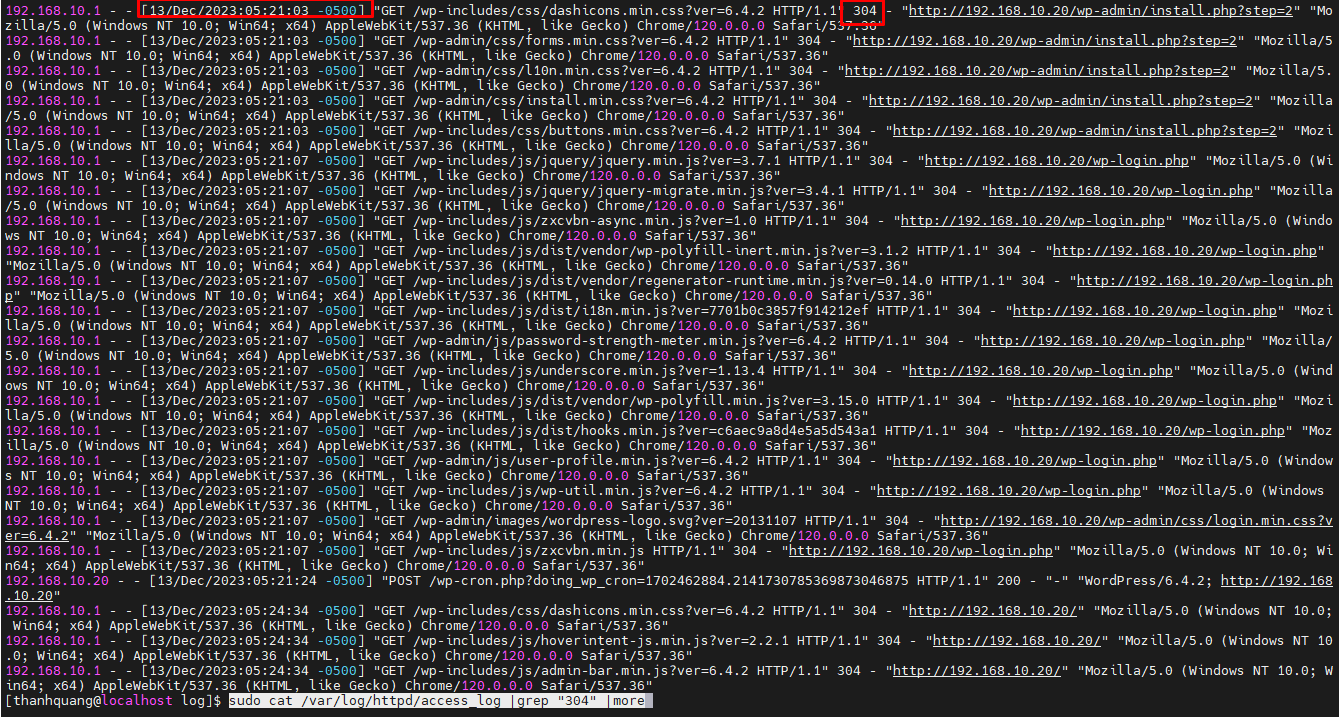 192.168.10.1 - - [13/Dec/2023:05:21:03 -0500] "GET /wp-includes/css/dashicons.min.css?ver=6.4.2 HTTP/1.1" 304 - "http://192.168.10.20/wp-admin/install.php?step=2" "Mo
zilla/5.0 (Windows NT 10.0; Win64; x64) AppleWebKit/537.36 (KHTML, like Gecko) Chrome/120.0.0.0 Safari/537.36"
192.168.10.1 - - [13/Dec/2023:05:21:03 -0500] "GET /wp-admin/css/forms.min.css?ver=6.4.2 HTTP/1.1" 304 - "http://192.168.10.20/wp-admin/install.php?step=2" "Mozilla/5
.0 (Windows NT 10.0; Win64; x64) AppleWebKit/537.36 (KHTML, like Gecko) Chrome/120.0.0.0 Safari/537.36"
192.168.10.1 - - [13/Dec/2023:05:21:03 -0500] "GET /wp-admin/css/l10n.min.css?ver=6.4.2 HTTP/1.1" 304 - "http://192.168.10.20/wp-admin/install.php?step=2" "Mozilla/5.
0 (Windows NT 10.0; Win64; x64) AppleWebKit/537.36 (KHTML, like Gecko) Chrome/120.0.0.0 Safari/537.36"
192.168.10.1 - - [13/Dec/2023:05:21:03 -0500] "GET /wp-admin/css/install.min.css?ver=6.4.2 HTTP/1.1" 304 - "http://192.168.10.20/wp-admin/install.php?step=2" "Mozilla
/5.0 (Windows NT 10.0; Win64; x64) AppleWebKit/537.36 (KHTML, like Gecko) Chrome/120.0.0.0 Safari/537.36"
192.168.10.1 - - [13/Dec/2023:05:21:03 -0500] "GET /wp-includes/css/buttons.min.css?ver=6.4.2 HTTP/1.1" 304 - "http://192.168.10.20/wp-admin/install.php?step=2" "Mozi
lla/5.0 (Windows NT 10.0; Win64; x64) AppleWebKit/537.36 (KHTML, like Gecko) Chrome/120.0.0.0 Safari/537.36"
192.168.10.1 - - [13/Dec/2023:05:21:07 -0500] "GET /wp-includes/js/jquery/jquery.min.js?ver=3.7.1 HTTP/1.1" 304 - "http://192.168.10.20/wp-login.php" "Mozilla/5.0 (Wi
ndows NT 10.0; Win64; x64) AppleWebKit/537.36 (KHTML, like Gecko) Chrome/120.0.0.0 Safari/537.36"
192.168.10.1 - - [13/Dec/2023:05:21:07 -0500] "GET /wp-includes/js/jquery/jquery-migrate.min.js?ver=3.4.1 HTTP/1.1" 304 - "http://192.168.10.20/wp-login.php" "Mozilla
/5.0 (Windows NT 10.0; Win64; x64) AppleWebKit/537.36 (KHTML, like Gecko) Chrome/120.0.0.0 Safari/537.36"
192.168.10.1 - - [13/Dec/2023:05:21:07 -0500] "GET /wp-includes/js/zxcvbn-async.min.js?ver=1.0 HTTP/1.1" 304 - "http://192.168.10.20/wp-login.php" "Mozilla/5.0 (Windo
ws NT 10.0; Win64; x64) AppleWebKit/537.36 (KHTML, like Gecko) Chrome/120.0.0.0 Safari/537.36"
192.168.10.1 - - [13/Dec/2023:05:21:07 -0500] "GET /wp-includes/js/dist/vendor/wp-polyfill-inert.min.js?ver=3.1.2 HTTP/1.1" 304 - "http://192.168.10.20/wp-login.php"
"Mozilla/5.0 (Windows NT 10.0; Win64; x64) AppleWebKit/537.36 (KHTML, like Gecko) Chrome/120.0.0.0 Safari/537.36"
192.168.10.1 - - [13/Dec/2023:05:21:07 -0500] "GET /wp-includes/js/dist/vendor/regenerator-runtime.min.js?ver=0.14.0 HTTP/1.1" 304 - "http://192.168.10.20/wp-login.ph
p" "Mozilla/5.0 (Windows NT 10.0; Win64; x64) AppleWebKit/537.36 (KHTML, like Gecko) Chrome/120.0.0.0 Safari/537.36"
192.168.10.1 - - [13/Dec/2023:05:21:07 -0500] "GET /wp-includes/js/dist/i18n.min.js?ver=7701b0c3857f914212ef HTTP/1.1" 304 - "http://192.168.10.20/wp-login.php" "Mozi
lla/5.0 (Windows NT 10.0; Win64; x64) AppleWebKit/537.36 (KHTML, like Gecko) Chrome/120.0.0.0 Safari/537.36"
192.168.10.1 - - [13/Dec/2023:05:21:07 -0500] "GET /wp-admin/js/password-strength-meter.min.js?ver=6.4.2 HTTP/1.1" 304 - "http://192.168.10.20/wp-login.php" "Mozilla/
5.0 (Windows NT 10.0; Win64; x64) AppleWebKit/537.36 (KHTML, like Gecko) Chrome/120.0.0.0 Safari/537.36"
192.168.10.1 - - [13/Dec/2023:05:21:07 -0500] "GET /wp-includes/js/underscore.min.js?ver=1.13.4 HTTP/1.1" 304 - "http://192.168.10.20/wp-login.php" "Mozilla/5.0 (Wind
ows NT 10.0; Win64; x64) AppleWebKit/537.36 (KHTML, like Gecko) Chrome/120.0.0.0 Safari/537.36"
192.168.10.1 - - [13/Dec/2023:05:21:07 -0500] "GET /wp-includes/js/dist/vendor/wp-polyfill.min.js?ver=3.15.0 HTTP/1.1" 304 - "http://192.168.10.20/wp-login.php" "Mozi
lla/5.0 (Windows NT 10.0; Win64; x64) AppleWebKit/537.36 (KHTML, like Gecko) Chrome/120.0.0.0 Safari/537.36"
192.168.10.1 - - [13/Dec/2023:05:21:07 -0500] "GET /wp-includes/js/dist/hooks.min.js?ver=c6aec9a8d4e5a5d543a1 HTTP/1.1" 304 - "http://192.168.10.20/wp-login.php" "Moz
illa/5.0 (Windows NT 10.0; Win64; x64) AppleWebKit/537.36 (KHTML, like Gecko) Chrome/120.0.0.0 Safari/537.36"
192.168.10.1 - - [13/Dec/2023:05:21:07 -0500] "GET /wp-admin/js/user-profile.min.js?ver=6.4.2 HTTP/1.1" 304 - "http://192.168.10.20/wp-login.php" "Mozilla/5.0 (Window
s NT 10.0; Win64; x64) AppleWebKit/537.36 (KHTML, like Gecko) Chrome/120.0.0.0 Safari/537.36"
192.168.10.1 - - [13/Dec/2023:05:21:07 -0500] "GET /wp-includes/js/wp-util.min.js?ver=6.4.2 HTTP/1.1" 304 - "http://192.168.10.20/wp-login.php" "Mozilla/5.0 (Windows
NT 10.0; Win64; x64) AppleWebKit/537.36 (KHTML, like Gecko) Chrome/120.0.0.0 Safari/537.36"
192.168.10.1 - - [13/Dec/2023:05:21:07 -0500] "GET /wp-admin/images/wordpress-logo.svg?ver=20131107 HTTP/1.1" 304 - "http://192.168.10.20/wp-admin/css/login.min.css?v
er=6.4.2" "Mozilla/5.0 (Windows NT 10.0; Win64; x64) AppleWebKit/537.36 (KHTML, like Gecko) Chrome/120.0.0.0 Safari/537.36"
192.168.10.1 - - [13/Dec/2023:05:21:07 -0500] "GET /wp-includes/js/zxcvbn.min.js HTTP/1.1" 304 - "http://192.168.10.20/wp-login.php" "Mozilla/5.0 (Windows NT 10.0; Wi
n64; x64) AppleWebKit/537.36 (KHTML, like Gecko) Chrome/120.0.0.0 Safari/537.36"
192.168.10.20 - - [13/Dec/2023:05:21:24 -0500] "POST /wp-cron.php?doing_wp_cron=1702462884.2141730785369873046875 HTTP/1.1" 200 - "-" "WordPress/6.4.2; http://192.168
.10.20"
192.168.10.1 - - [13/Dec/2023:05:24:34 -0500] "GET /wp-includes/css/dashicons.min.css?ver=6.4.2 HTTP/1.1" 304 - "http://192.168.10.20/" "Mozilla/5.0 (Windows NT 10.0;
Win64; x64) AppleWebKit/537.36 (KHTML, like Gecko) Chrome/120.0.0.0 Safari/537.36"
192.168.10.1 - - [13/Dec/2023:05:24:34 -0500] "GET /wp-includes/js/hoverintent-js.min.js?ver=2.2.1 HTTP/1.1" 304 - "http://192.168.10.20/" "Mozilla/5.0 (Windows NT 10
.0; Win64; x64) AppleWebKit/537.36 (KHTML, like Gecko) Chrome/120.0.0.0 Safari/537.36"
192.168.10.1 - - [13/Dec/2023:05:24:34 -0500] "GET /wp-includes/js/admin-bar.min.js?ver=6.4.2 HTTP/1.1" 304 - "http://192.168.10.20/" "Mozilla/5.0 (Windows NT 10.0; W
in64; x64) AppleWebKit/537.36 (KHTML, like Gecko) Chrome/120.0.0.0 Safari/537.36"
[thanhquang@localhost log]$ sudo cat /var/log/httpd/access_log |grep "304" |more